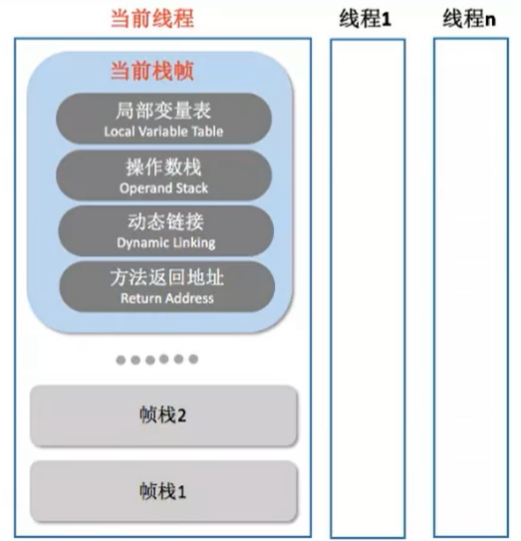 当前线程
线程1
线程n
当前栈帧
局部变量表
Local Variable Table
操作数栈
Operand Stack
动态链接
Dynamic Linking
方法返回地址
Return Address
帧栈2
帧栈1